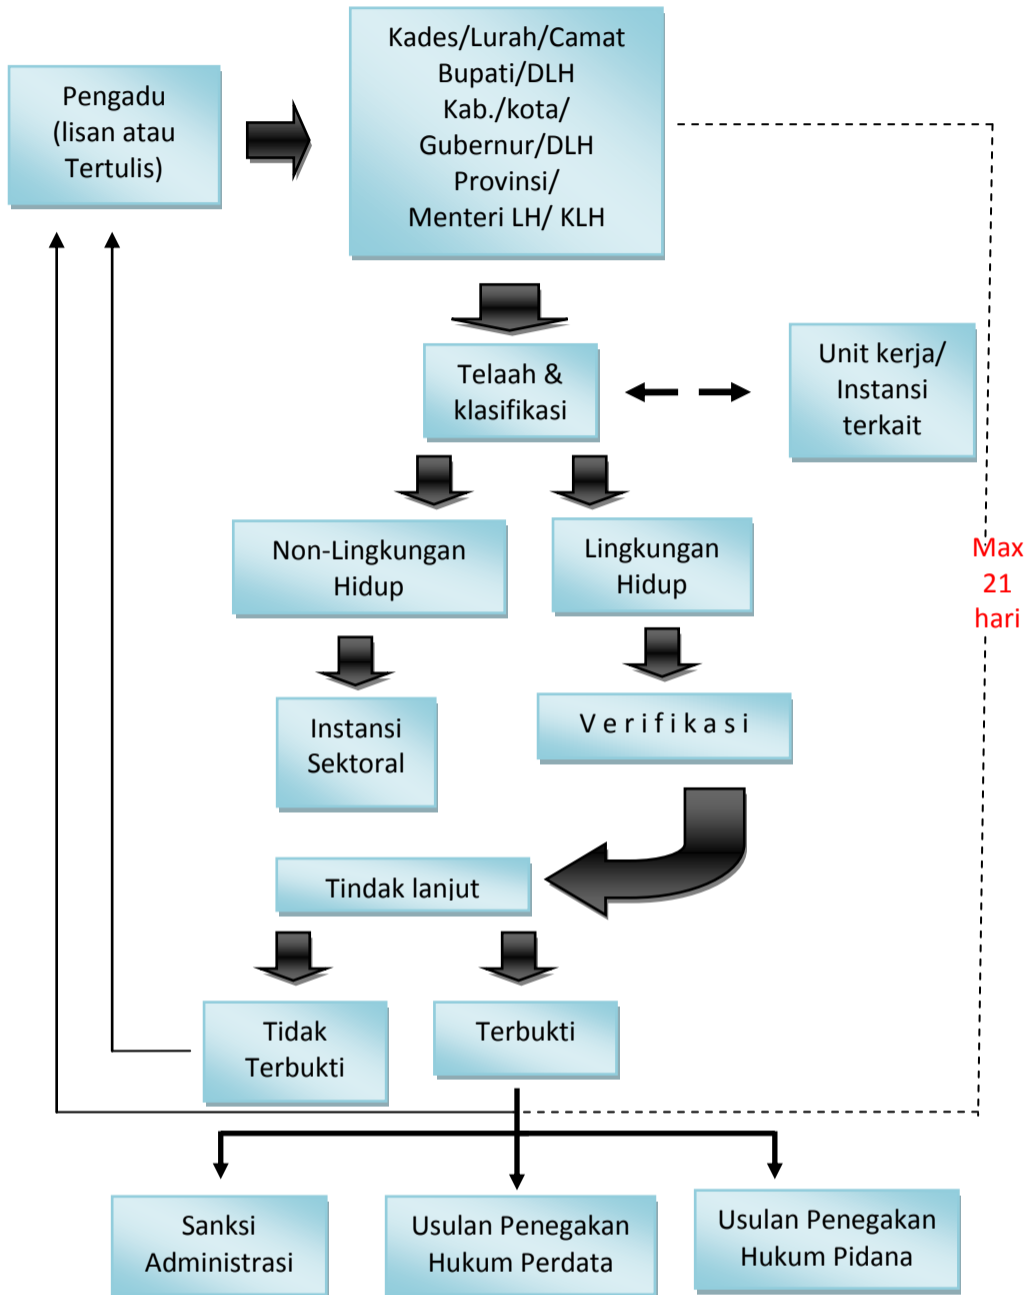 Kades/Lurah/Camat
Bupati/DLH
Kab./kota/
Gubernur/DLH
Provinsi/
Menteri LH/ KLH
Pengadu
(lisan atau
Tertulis)
Telaah &
klasifikasi
Unit kerja/
Instansi
terkait
Non-Lingkungan
Hidup
Lingkungan
Hidup
Max
21
hari
Instansi
Sektoral
V e r i f i k a s i
Tindak lanjut
Tidak
Terbukti
Terbukti
Sanksi
Administrasi
Usulan Penegakan
Hukum Perdata
Usulan Penegakan
Hukum Pidana